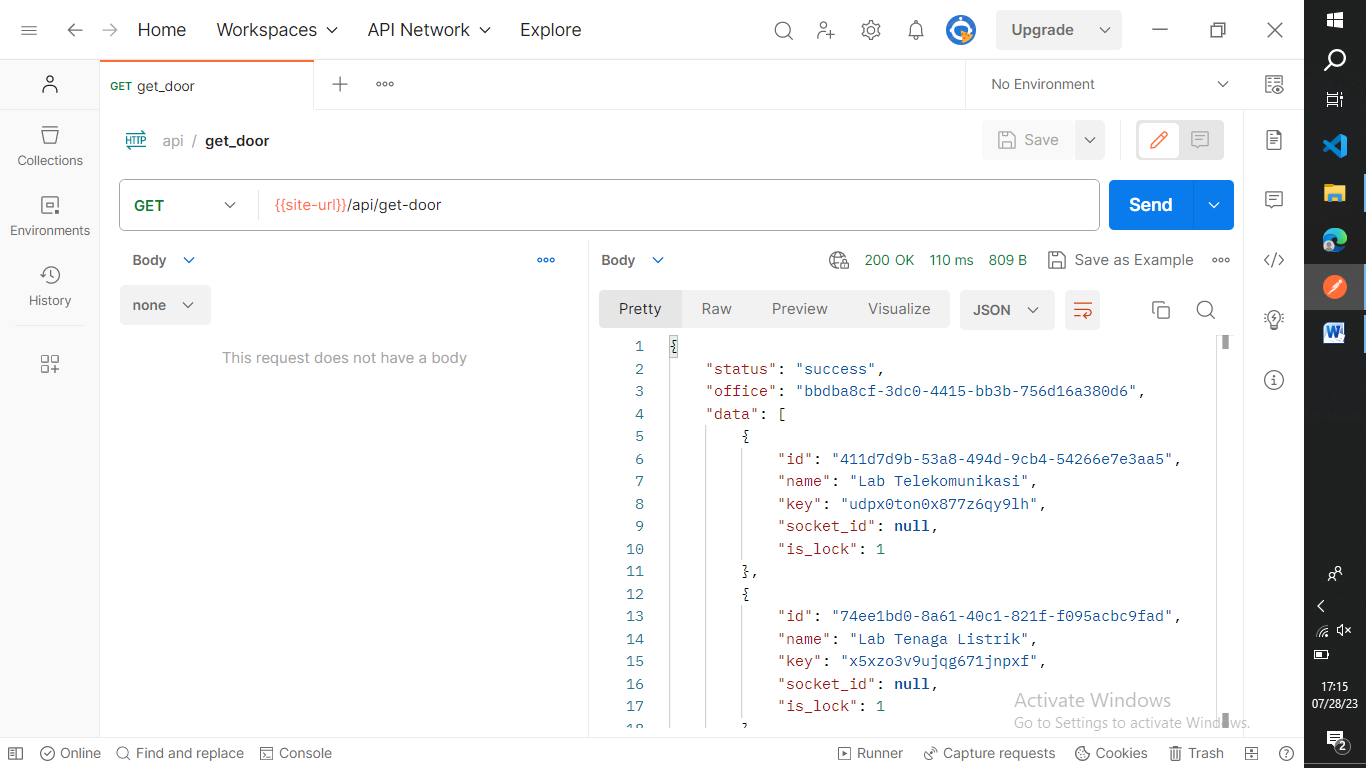 Home Workspaces API Network Explore Upgrade
GET get_door No Environment
HTTP api / get_door Save
Collections
GET {{site-url}}/api/get-door Send
Environments
Body Body 200 OK 110 ms 809 B Save as Example
History
none Pretty Raw Preview Visualize JSON
This request does not have a body
1 {
2 "status": "success",
3 "office": "bbdba8cf-3dc0-4415-bb3b-756d16a380d6",
4 "data": [
5 {
6 "id": "411d7d9b-53a8-494d-9cb4-54266e7e3aa5",
7 "name": "Lab Telekomunikasi",
8 "key": "udpx0ton0x877z6qy9lh",
9 "socket_id": null,
10 "is_lock": 1
11 },
12 {
13 "id": "74ee1bd0-8a61-40c1-821f-f095acbc9fad",
14 "name": "Lab Tenaga Listrik",
15 "key": "x5xzo3v9ujqg671jnpxf",
16 "socket_id": null,
17 "is_lock": 1
18 }
Activate Windows
Go to Settings to activate Windows.
Online Find and replace Console Runner Capture requests Cookies Trash
17:15
07/28/23
2